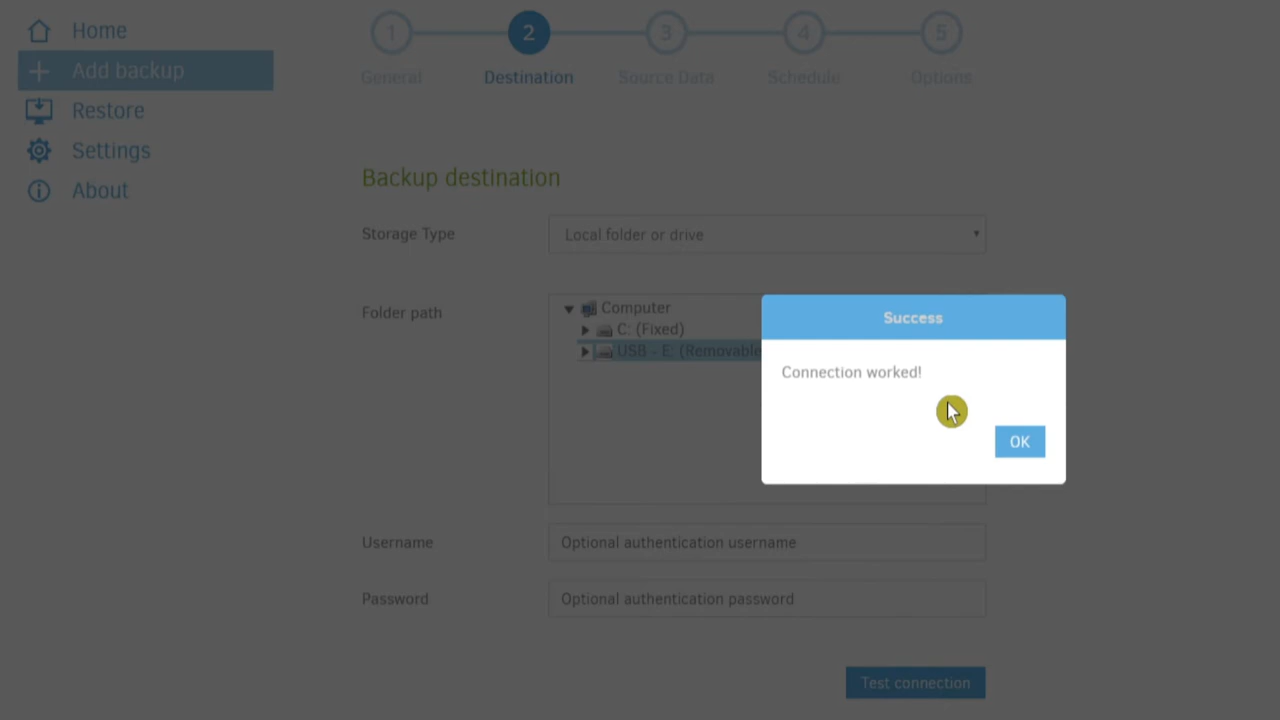 Home
Add backup
Restore
Settings
About
1
2
3
4
5
General
Destination
Source Data
Schedule
Options
Backup destination
Storage Type
Local folder or drive
Folder path
Computer
C: (Fixed)
USB - E: (Removable
Success
Connection worked!
OK
Username
Optional authentication username
Password
Optional authentication password
Test connection